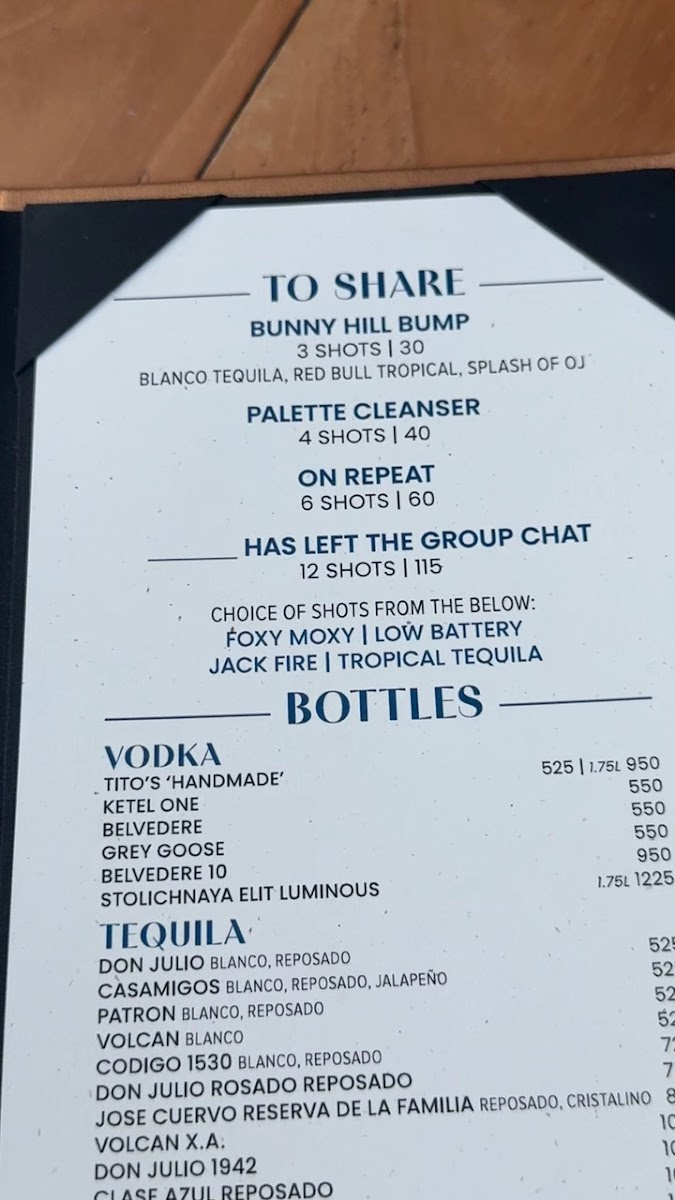 TO SHARE
BUNNY HILL BUMP
3 SHOTS | 30
BLANCO TEQUILA, RED BULL TROPICAL, SPLASH OF OJ
PALETTE CLEANSER
4 SHOTS | 40
ON REPEAT
6 SHOTS | 60
______ HAS LEFT THE GROUP CHAT
12 SHOTS | 115
CHOICE OF SHOTS FROM THE BELOW:
FOXY MOXY | LOW BATTERY
JACK FIRE | TROPICAL TEQUILA
BOTTLES
VODKA
TITO'S 'HANDMADE' 525 | 1.75L 950
KETEL ONE 550
BELVEDERE 550
GREY GOOSE 550
BELVEDERE 10 950
STOLICHNAYA ELIT LUMINOUS 1.75L 1225
TEQUILA
DON JULIO BLANCO, REPOSADO
CASAMIGOS BLANCO, REPOSADO, JALAPEÑO
PATRON BLANCO, REPOSADO
VOLCAN BLANCO
CODIGO 1530 BLANCO, REPOSADO
DON JULIO ROSADO REPOSADO
JOSE CUERVO RESERVA DE LA FAMILIA REPOSADO, CRISTALINO
VOLCAN X.A.
DON JULIO 1942
CLASE AZUL REPOSADO